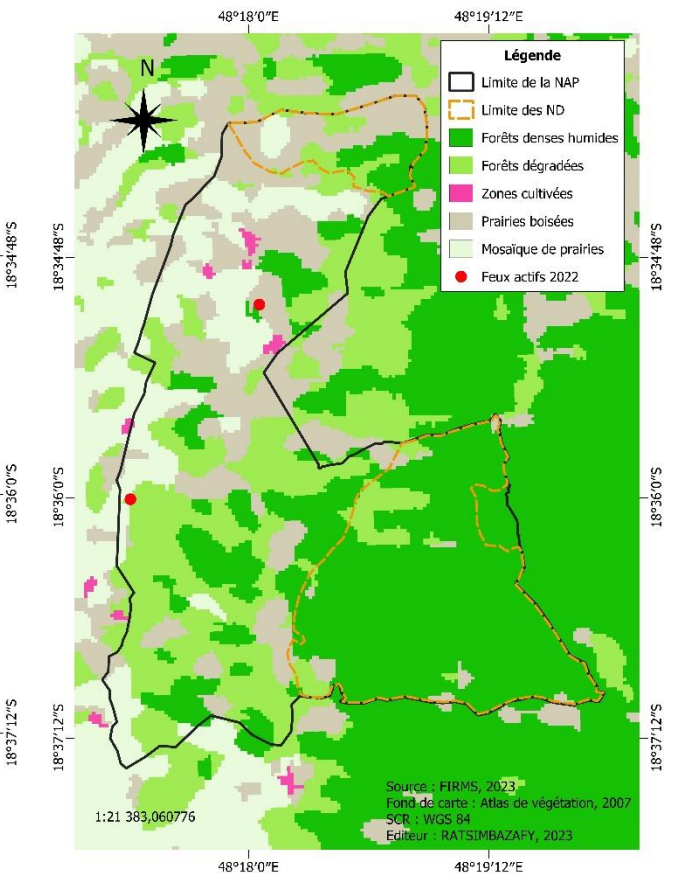 48°18′0″E 48°19′12″E
N
Légende
Limite de la NAP
Limite des ND
Forêts denses humides
Forêts dégradées
Zones cultivées
Prairies boisées
Mosaïque de prairies
Feux actifs 2022
18°34′48″S 18°34′48″S
18°36′0″S 18°36′0″S
18°37′12″S 18°37′12″S
1:21 383,060776
Source : FIRMS, 2023
Fond de carte : Atlas de végétation, 2007
SCR : WGS 84
Editeur : RATSIMBAZAFY, 2023
48°18′0″E 48°19′12″E